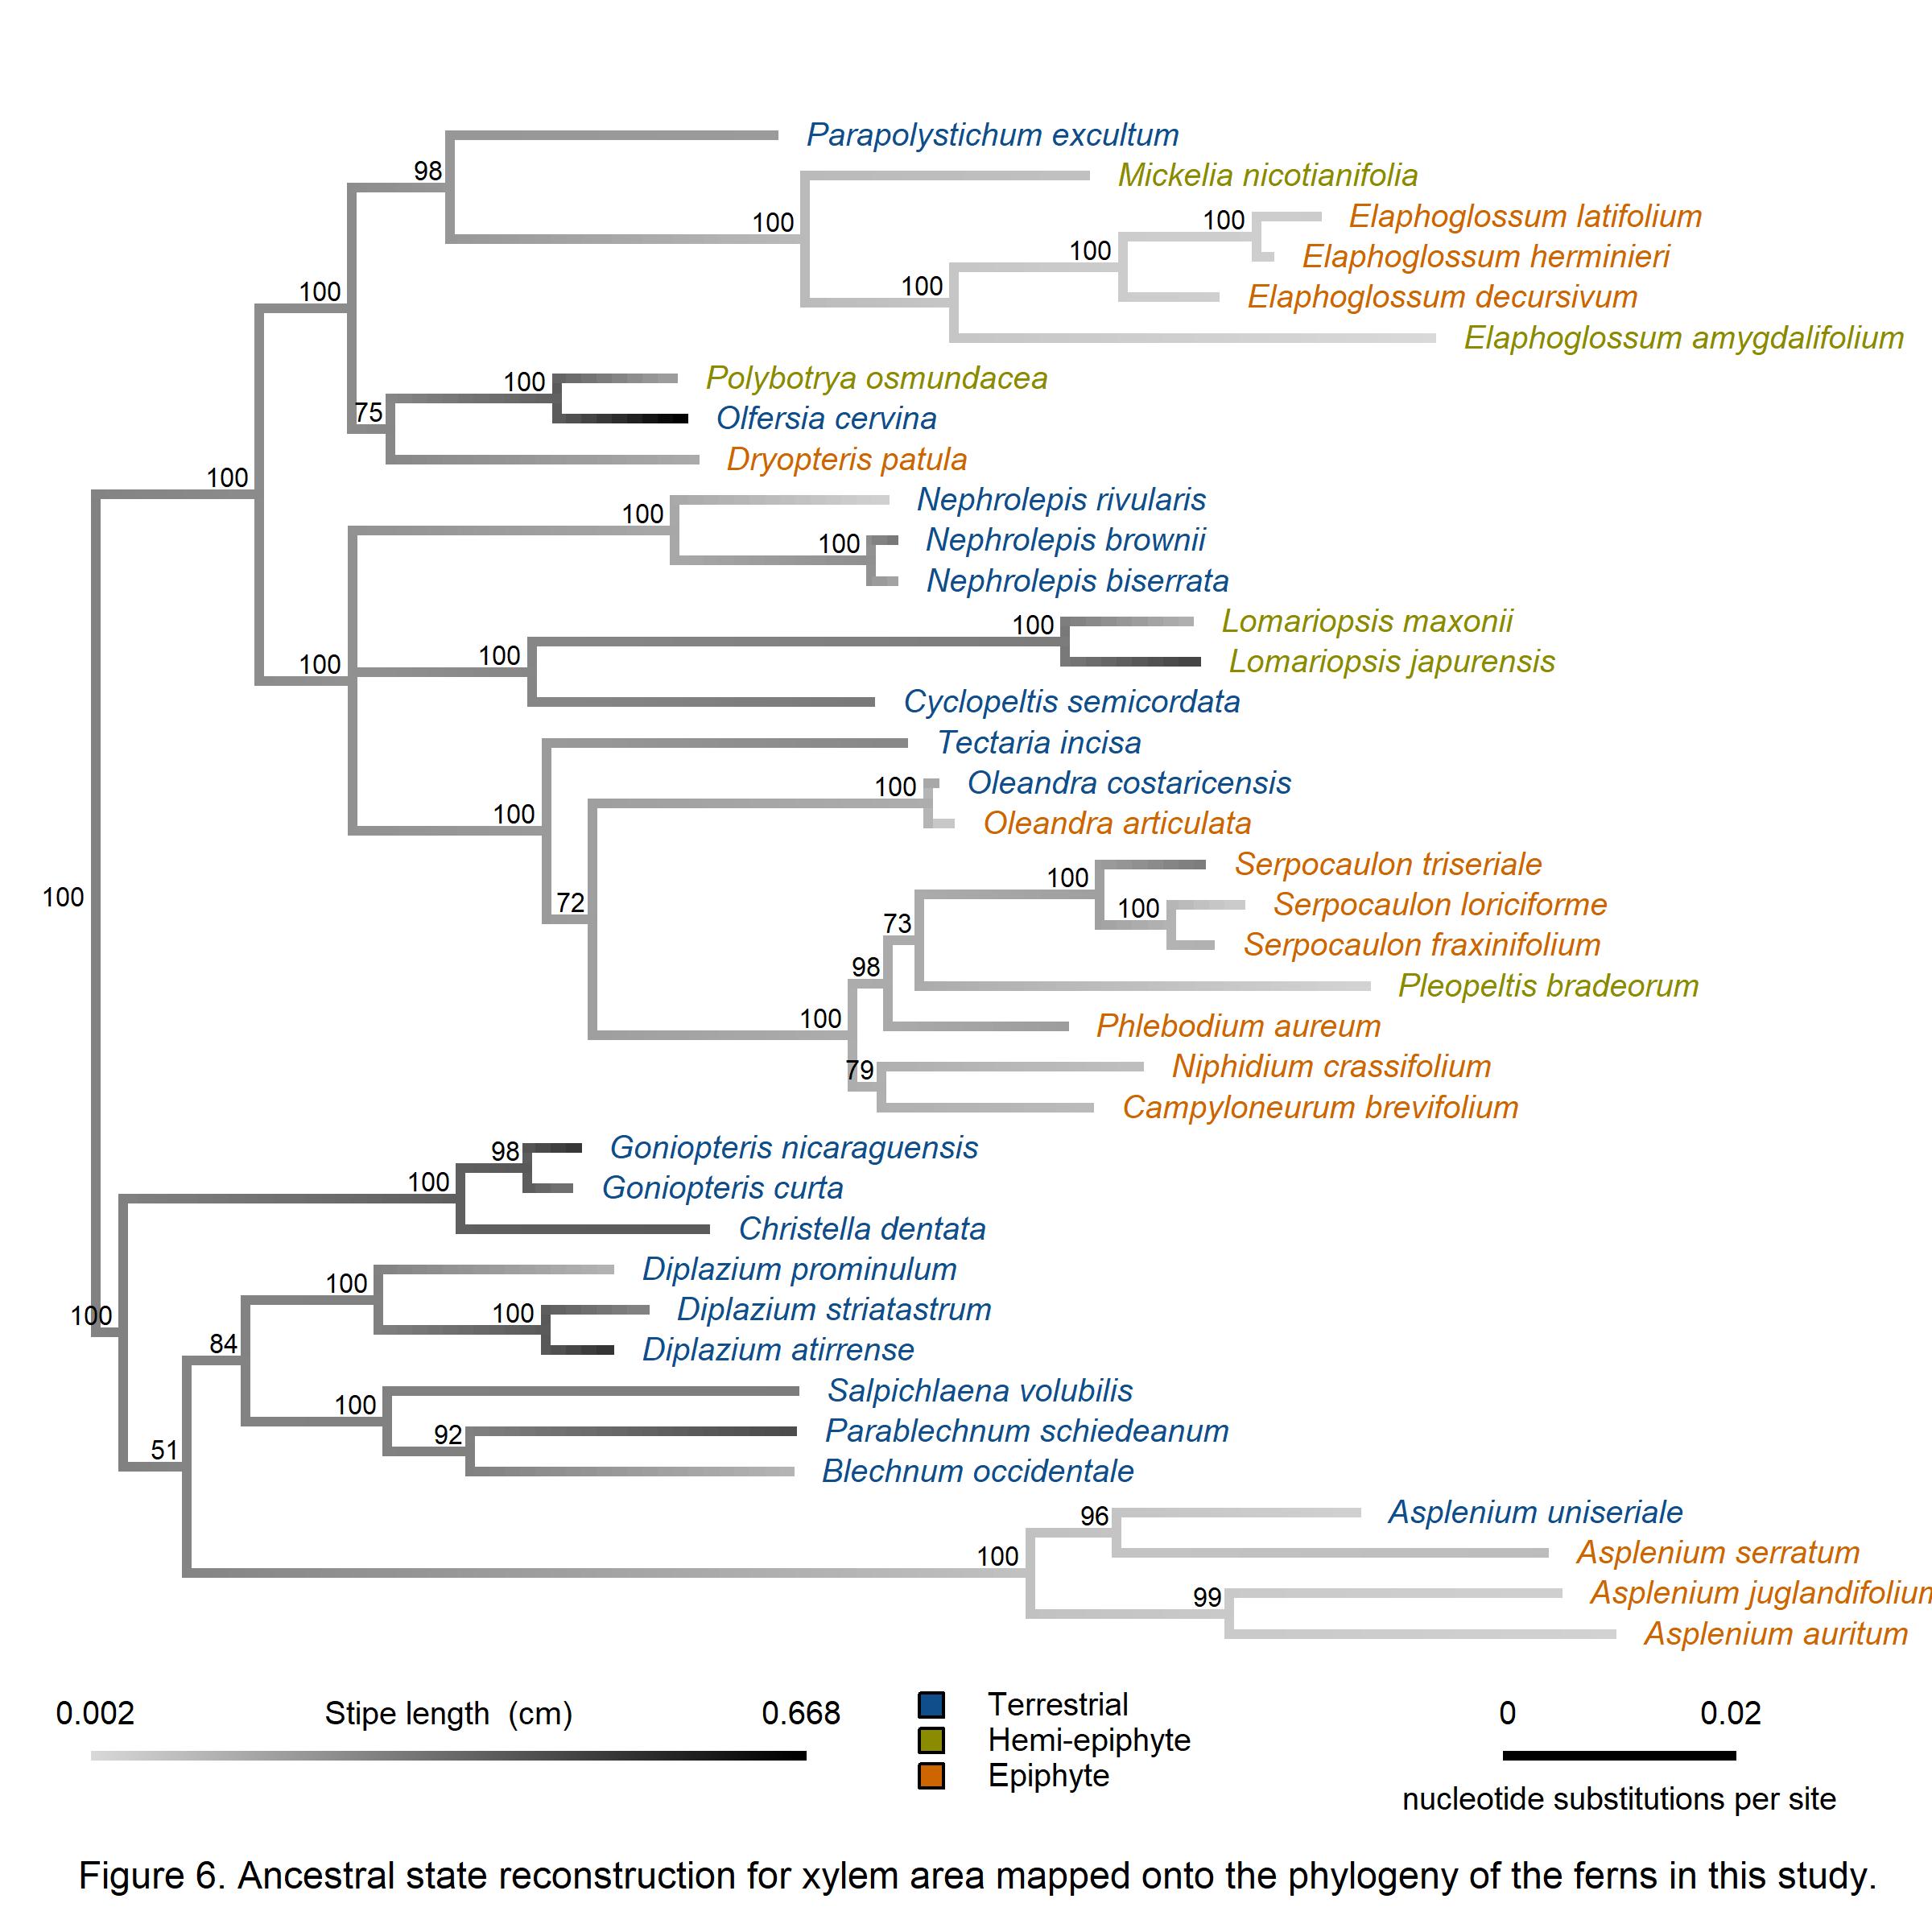 Parapolystichum excultum
98
Mickelia nicotianifolia
100
100
Elaphoglossum latifolium
100
Elaphoglossum herminieri
100
100
Elaphoglossum decursivum
Elaphoglossum amygdalifolium
100
Polybotrya osmundacea
75
Olfersia cervina
Dryopteris patula
100
Nephrolepis rivularis
100
100
Nephrolepis brownii
Nephrolepis biserrata
100
Lomariopsis maxonii
100
100
Lomariopsis japurensis
Cyclopeltis semicordata
Tectaria incisa
100
Oleandra costaricensis
100
Oleandra articulata
Serpocaulon triseriale
100
100
72
100
Serpocaulon loriciforme
73
Serpocaulon fraxinifolium
98
Pleopeltis bradeorum
100
Phlebodium aureum
79
Niphidium crassifolium
Campyloneurum brevifolium
98
Goniopteris nicaraguensis
100
Goniopteris curta
Christella dentata
Diplazium prominulum
100
100
100
Diplazium striatastrum
84
Diplazium atirrense
Salpichlaena volubilis
100
92
Parablechnum schiedeanum
51
Blechnum occidentale
96
Asplenium uniseriale
100
Asplenium serratum
99
Asplenium juglandifolium
Asplenium auritum
0.002 Stipe length (cm) 0.668
Terrestrial
Hemi-epiphyte
Epiphyte
0 0.02
nucleotide substitutions per site
Figure 6. Ancestral state reconstruction for xylem area mapped onto the phylogeny of the ferns in this study.